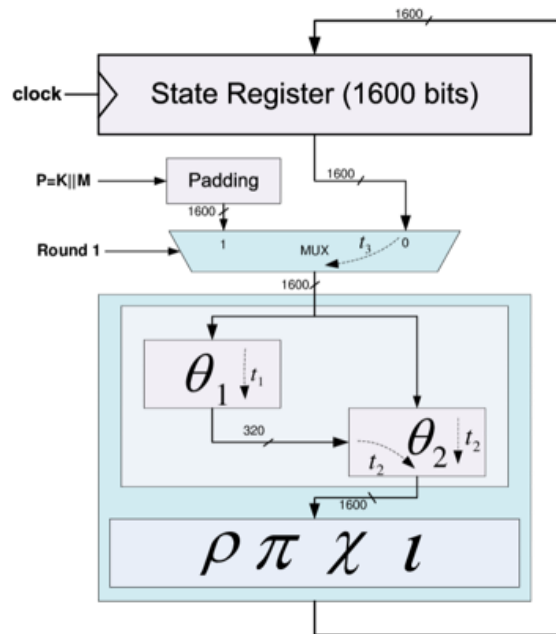 1600
clock
State Register (1600 bits)
1600
P=K||M
Padding
1600
Round 1
1
MUX
t₃
0
1600
θ₁
t₁
320
θ₂
t₂
t₂
1600
ρ π χ ι